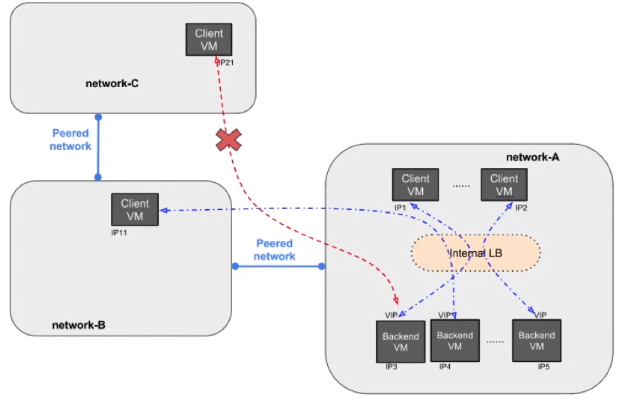 Client
VM
IP21
network-C
Peered
network
network-A
Client
VM
IP1
......
Client
VM
IP2
Client
VM
IP11
Peered
network
Internal LB
network-B
VIP
Backend
VM
IP3
VIP
Backend
VM
IP4
......
VIP
Backend
VM
IP5